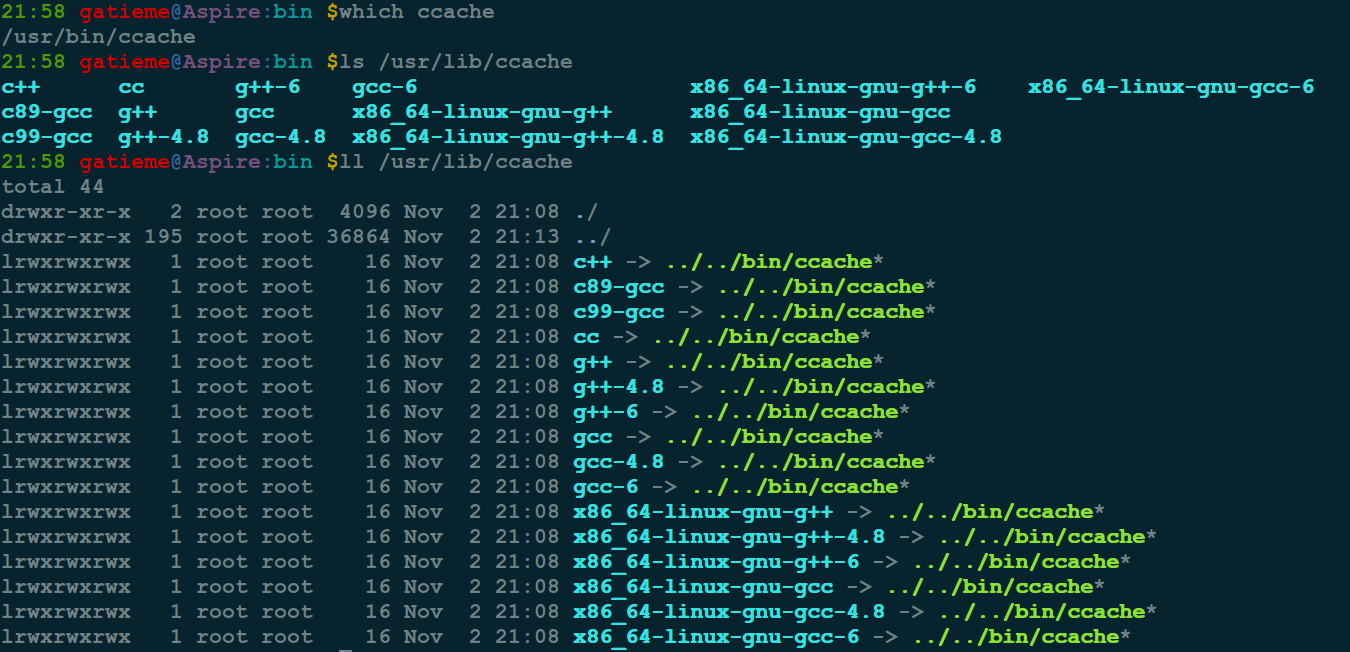 21:58 gatieme@Aspire:bin $which ccache
/usr/bin/ccache
21:58 gatieme@Aspire:bin $ls /usr/lib/ccache
c++      cc       g++-6    gcc-6                     x86_64-linux-gnu-g++-6    x86_64-linux-gnu-gcc-6
c89-gcc  g++      gcc      x86_64-linux-gnu-g++      x86_64-linux-gnu-gcc
c99-gcc  g++-4.8  gcc-4.8  x86_64-linux-gnu-g++-4.8  x86_64-linux-gnu-gcc-4.8
21:58 gatieme@Aspire:bin $ll /usr/lib/ccache
total 44
drwxr-xr-x   2 root root  4096 Nov  2 21:08 ./
drwxr-xr-x 195 root root 36864 Nov  2 21:13 ../
lrwxrwxrwx   1 root root    16 Nov  2 21:08 c++ -> ../../bin/ccache*
lrwxrwxrwx   1 root root    16 Nov  2 21:08 c89-gcc -> ../../bin/ccache*
lrwxrwxrwx   1 root root    16 Nov  2 21:08 c99-gcc -> ../../bin/ccache*
lrwxrwxrwx   1 root root    16 Nov  2 21:08 cc -> ../../bin/ccache*
lrwxrwxrwx   1 root root    16 Nov  2 21:08 g++ -> ../../bin/ccache*
lrwxrwxrwx   1 root root    16 Nov  2 21:08 g++-4.8 -> ../../bin/ccache*
lrwxrwxrwx   1 root root    16 Nov  2 21:08 g++-6 -> ../../bin/ccache*
lrwxrwxrwx   1 root root    16 Nov  2 21:08 gcc -> ../../bin/ccache*
lrwxrwxrwx   1 root root    16 Nov  2 21:08 gcc-4.8 -> ../../bin/ccache*
lrwxrwxrwx   1 root root    16 Nov  2 21:08 gcc-6 -> ../../bin/ccache*
lrwxrwxrwx   1 root root    16 Nov  2 21:08 x86_64-linux-gnu-g++ -> ../../bin/ccache*
lrwxrwxrwx   1 root root    16 Nov  2 21:08 x86_64-linux-gnu-g++-4.8 -> ../../bin/ccache*
lrwxrwxrwx   1 root root    16 Nov  2 21:08 x86_64-linux-gnu-g++-6 -> ../../bin/ccache*
lrwxrwxrwx   1 root root    16 Nov  2 21:08 x86_64-linux-gnu-gcc -> ../../bin/ccache*
lrwxrwxrwx   1 root root    16 Nov  2 21:08 x86_64-linux-gnu-gcc-4.8 -> ../../bin/ccache*
lrwxrwxrwx   1 root root    16 Nov  2 21:08 x86_64-linux-gnu-gcc-6 -> ../../bin/ccache*